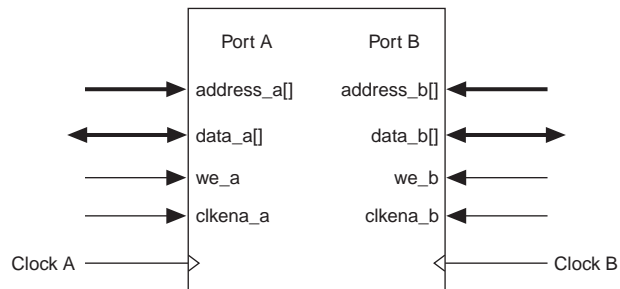 Port A Port B
address_a[] address_b[]
data_a[] data_b[]
we_a we_b
clkena_a clkena_b
Clock A Clock B